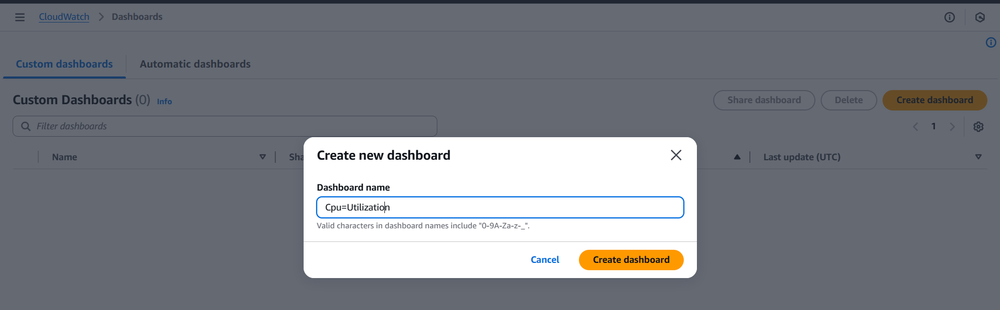 CloudWatch > Dashboards
Custom dashboards
Automatic dashboards
Custom Dashboards (0) Info
Share dashboard
Delete
Create dashboard
Filter dashboards
1
Name
Sha
Last update (UTC)
Create new dashboard
Dashboard name
Cpu=Utilization
Valid characters in dashboard names include "0-9A-Za-z-_".
Cancel
Create dashboard